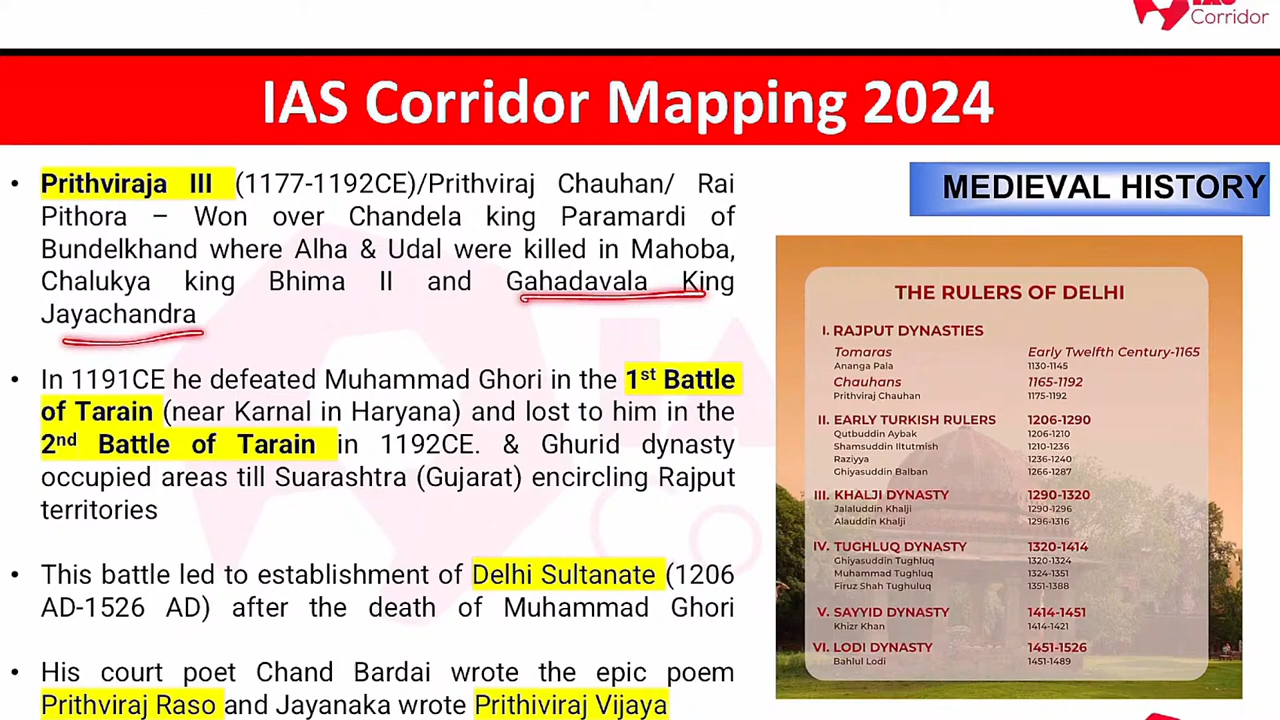 Corridor
IAS Corridor Mapping 2024
• Prithviraja III (1177-1192CE)/Prithviraj Chauhan/ Rai
Pithora – Won over Chandela king Paramardi of
Bundelkhand where Alha & Udal were killed in Mahoba,
Chalukya king Bhima II and Gahadavala King
Jayachandra
• In 1191CE he defeated Muhammad Ghori in the 1st Battle
of Tarain (near Karnal in Haryana) and lost to him in the
2nd Battle of Tarain in 1192CE. & Ghurid dynasty
occupied areas till Suarashtra (Gujarat) encircling Rajput
territories
• This battle led to establishment of Delhi Sultanate (1206
AD-1526 AD) after the death of Muhammad Ghori
• His court poet Chand Bardai wrote the epic poem
Prithviraj Raso and Jayanaka wrote Prithiviraj Vijaya
MEDIEVAL HISTORY
THE RULERS OF DELHI
I. RAJPUT DYNASTIES
Tomaras Early Twelfth Century-1165
Ananga Pala 1130-1145
Chauhans 1165-1192
Prithviraj Chauhan 1175-1192
II. EARLY TURKISH RULERS 1206-1290
Qutbuddin Aybak 1206-1210
Shamsuddin Iltutmish 1210-1236
Raziyya 1236-1240
Ghiyasuddin Balban 1266-1287
III. KHALJI DYNASTY 1290-1320
Jalaluddin Khalji 1290-1296
Alauddin Khalji 1296-1316
IV. TUGHLUQ DYNASTY 1320-1414
Ghiyasuddin Tughluq 1320-1324
Muhammad Tughluq 1324-1351
Firuz Shah Tughuluq 1351-1388
V. SAYYID DYNASTY 1414-1451
Khizr Khan 1414-1421
VI. LODI DYNASTY 1451-1526
Bahlul Lodi 1451-1489